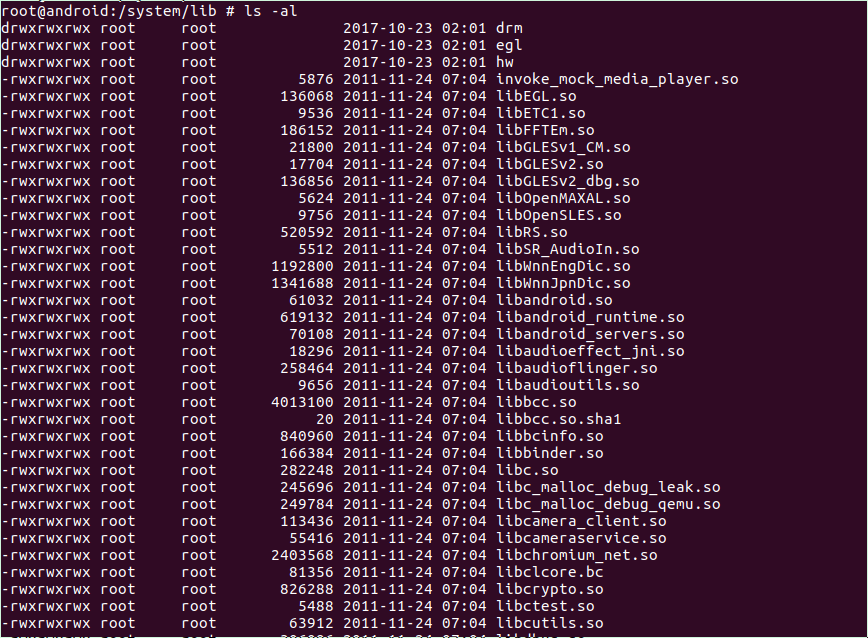 root@android:/system/lib # ls -al
drwxrwxrwx root     root              2017-10-23 02:01 drm
drwxrwxrwx root     root              2017-10-23 02:01 egl
drwxrwxrwx root     root              2017-10-23 02:01 hw
-rwxrwxrwx root     root         5876 2011-11-24 07:04 invoke_mock_media_player.so
-rwxrwxrwx root     root       136068 2011-11-24 07:04 libEGL.so
-rwxrwxrwx root     root         9536 2011-11-24 07:04 libETC1.so
-rwxrwxrwx root     root       186152 2011-11-24 07:04 libFFTEm.so
-rwxrwxrwx root     root        21800 2011-11-24 07:04 libGLESv1_CM.so
-rwxrwxrwx root     root        17704 2011-11-24 07:04 libGLESv2.so
-rwxrwxrwx root     root       136856 2011-11-24 07:04 libGLESv2_dbg.so
-rwxrwxrwx root     root         5624 2011-11-24 07:04 libOpenMAXAL.so
-rwxrwxrwx root     root         9756 2011-11-24 07:04 libOpenSLES.so
-rwxrwxrwx root     root       520592 2011-11-24 07:04 libRS.so
-rwxrwxrwx root     root         5512 2011-11-24 07:04 libSR_AudioIn.so
-rwxrwxrwx root     root      1192800 2011-11-24 07:04 libWnnEngDic.so
-rwxrwxrwx root     root      1341688 2011-11-24 07:04 libWnnJpnDic.so
-rwxrwxrwx root     root        61032 2011-11-24 07:04 libandroid.so
-rwxrwxrwx root     root       619132 2011-11-24 07:04 libandroid_runtime.so
-rwxrwxrwx root     root        70108 2011-11-24 07:04 libandroid_servers.so
-rwxrwxrwx root     root        18296 2011-11-24 07:04 libaudioeffect_jni.so
-rwxrwxrwx root     root       258464 2011-11-24 07:04 libaudioflinger.so
-rwxrwxrwx root     root         9656 2011-11-24 07:04 libaudioutils.so
-rwxrwxrwx root     root      4013100 2011-11-24 07:04 libbcc.so
-rwxrwxrwx root     root           20 2011-11-24 07:04 libbcc.so.sha1
-rwxrwxrwx root     root       840960 2011-11-24 07:04 libbcinfo.so
-rwxrwxrwx root     root       166384 2011-11-24 07:04 libbinder.so
-rwxrwxrwx root     root       282248 2011-11-24 07:04 libc.so
-rwxrwxrwx root     root       245696 2011-11-24 07:04 libc_malloc_debug_leak.so
-rwxrwxrwx root     root       249784 2011-11-24 07:04 libc_malloc_debug_qemu.so
-rwxrwxrwx root     root       113436 2011-11-24 07:04 libcamera_client.so
-rwxrwxrwx root     root        55416 2011-11-24 07:04 libcameraservice.so
-rwxrwxrwx root     root      2403568 2011-11-24 07:04 libchromium_net.so
-rwxrwxrwx root     root        81356 2011-11-24 07:04 libclcore.bc
-rwxrwxrwx root     root       826288 2011-11-24 07:04 libcrypto.so
-rwxrwxrwx root     root         5488 2011-11-24 07:04 libctest.so
-rwxrwxrwx root     root        63912 2011-11-24 07:04 libcutils.so